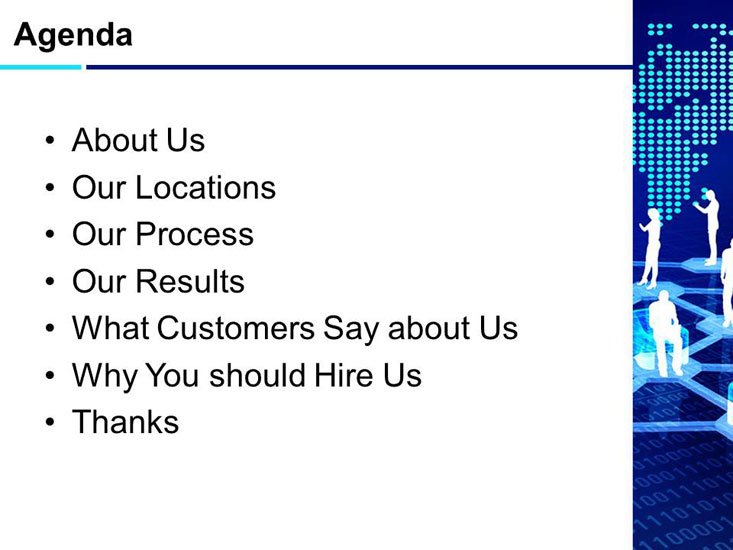 Agenda
• About Us
• Our Locations
• Our Process
• Our Results
• What Customers Say about Us
• Why You should Hire Us
• Thanks